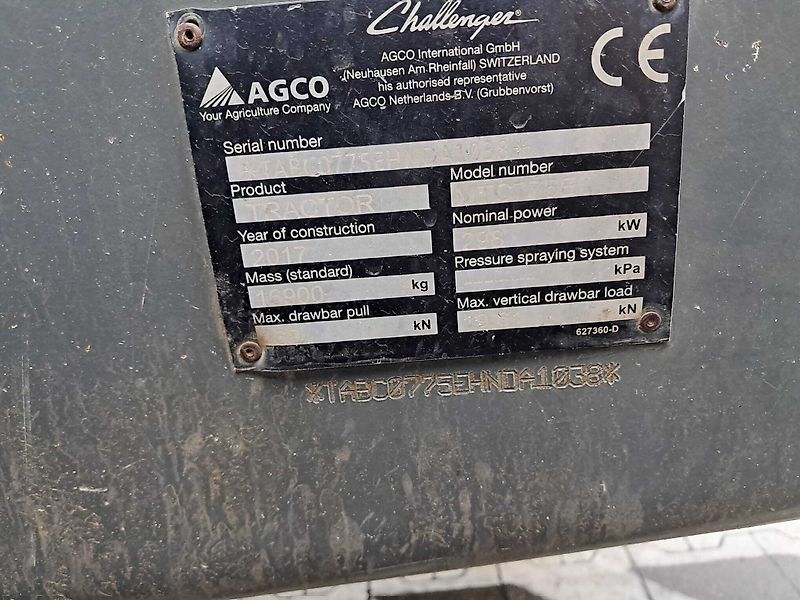 Challenger
AGCO International GmbH
(Neuhausen Am Rheinfall) SWITZERLAND
his authorised representative
AGCO Netherlands B.V. (Grubbenvorst)
CE
AGCO
Your Agriculture Company
Serial number
*TABC0775EHNDA1038*
Product
TRACTOR
Model number
Year of construction
2017
Nominal power
kW
Mass (standard)
15900 kg
Pressure spraying system
kPa
Max. drawbar pull
kN
Max. vertical drawbar load
kN
627360-D
*TABC0775EHNDA1038*